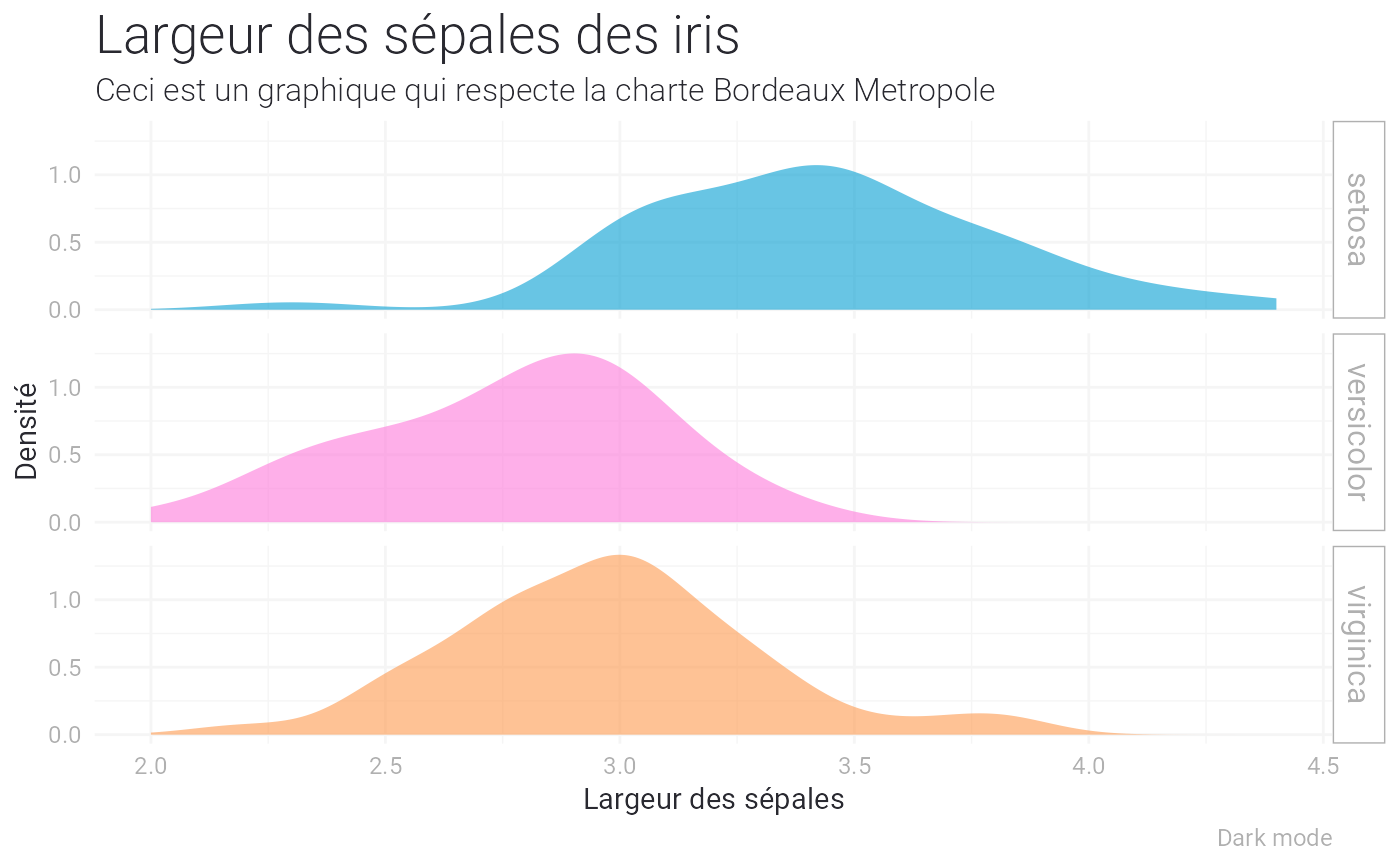 Largeur des sépales des iris
Ceci est un graphique qui respecte la charte Bordeaux Metropole
1.0
0.5
0.0
setosa
Densité
1.0
0.5
0.0
versicolor
1.0
0.5
0.0
virginica
2.0 2.5 3.0 3.5 4.0 4.5
Largeur des sépales
Dark mode